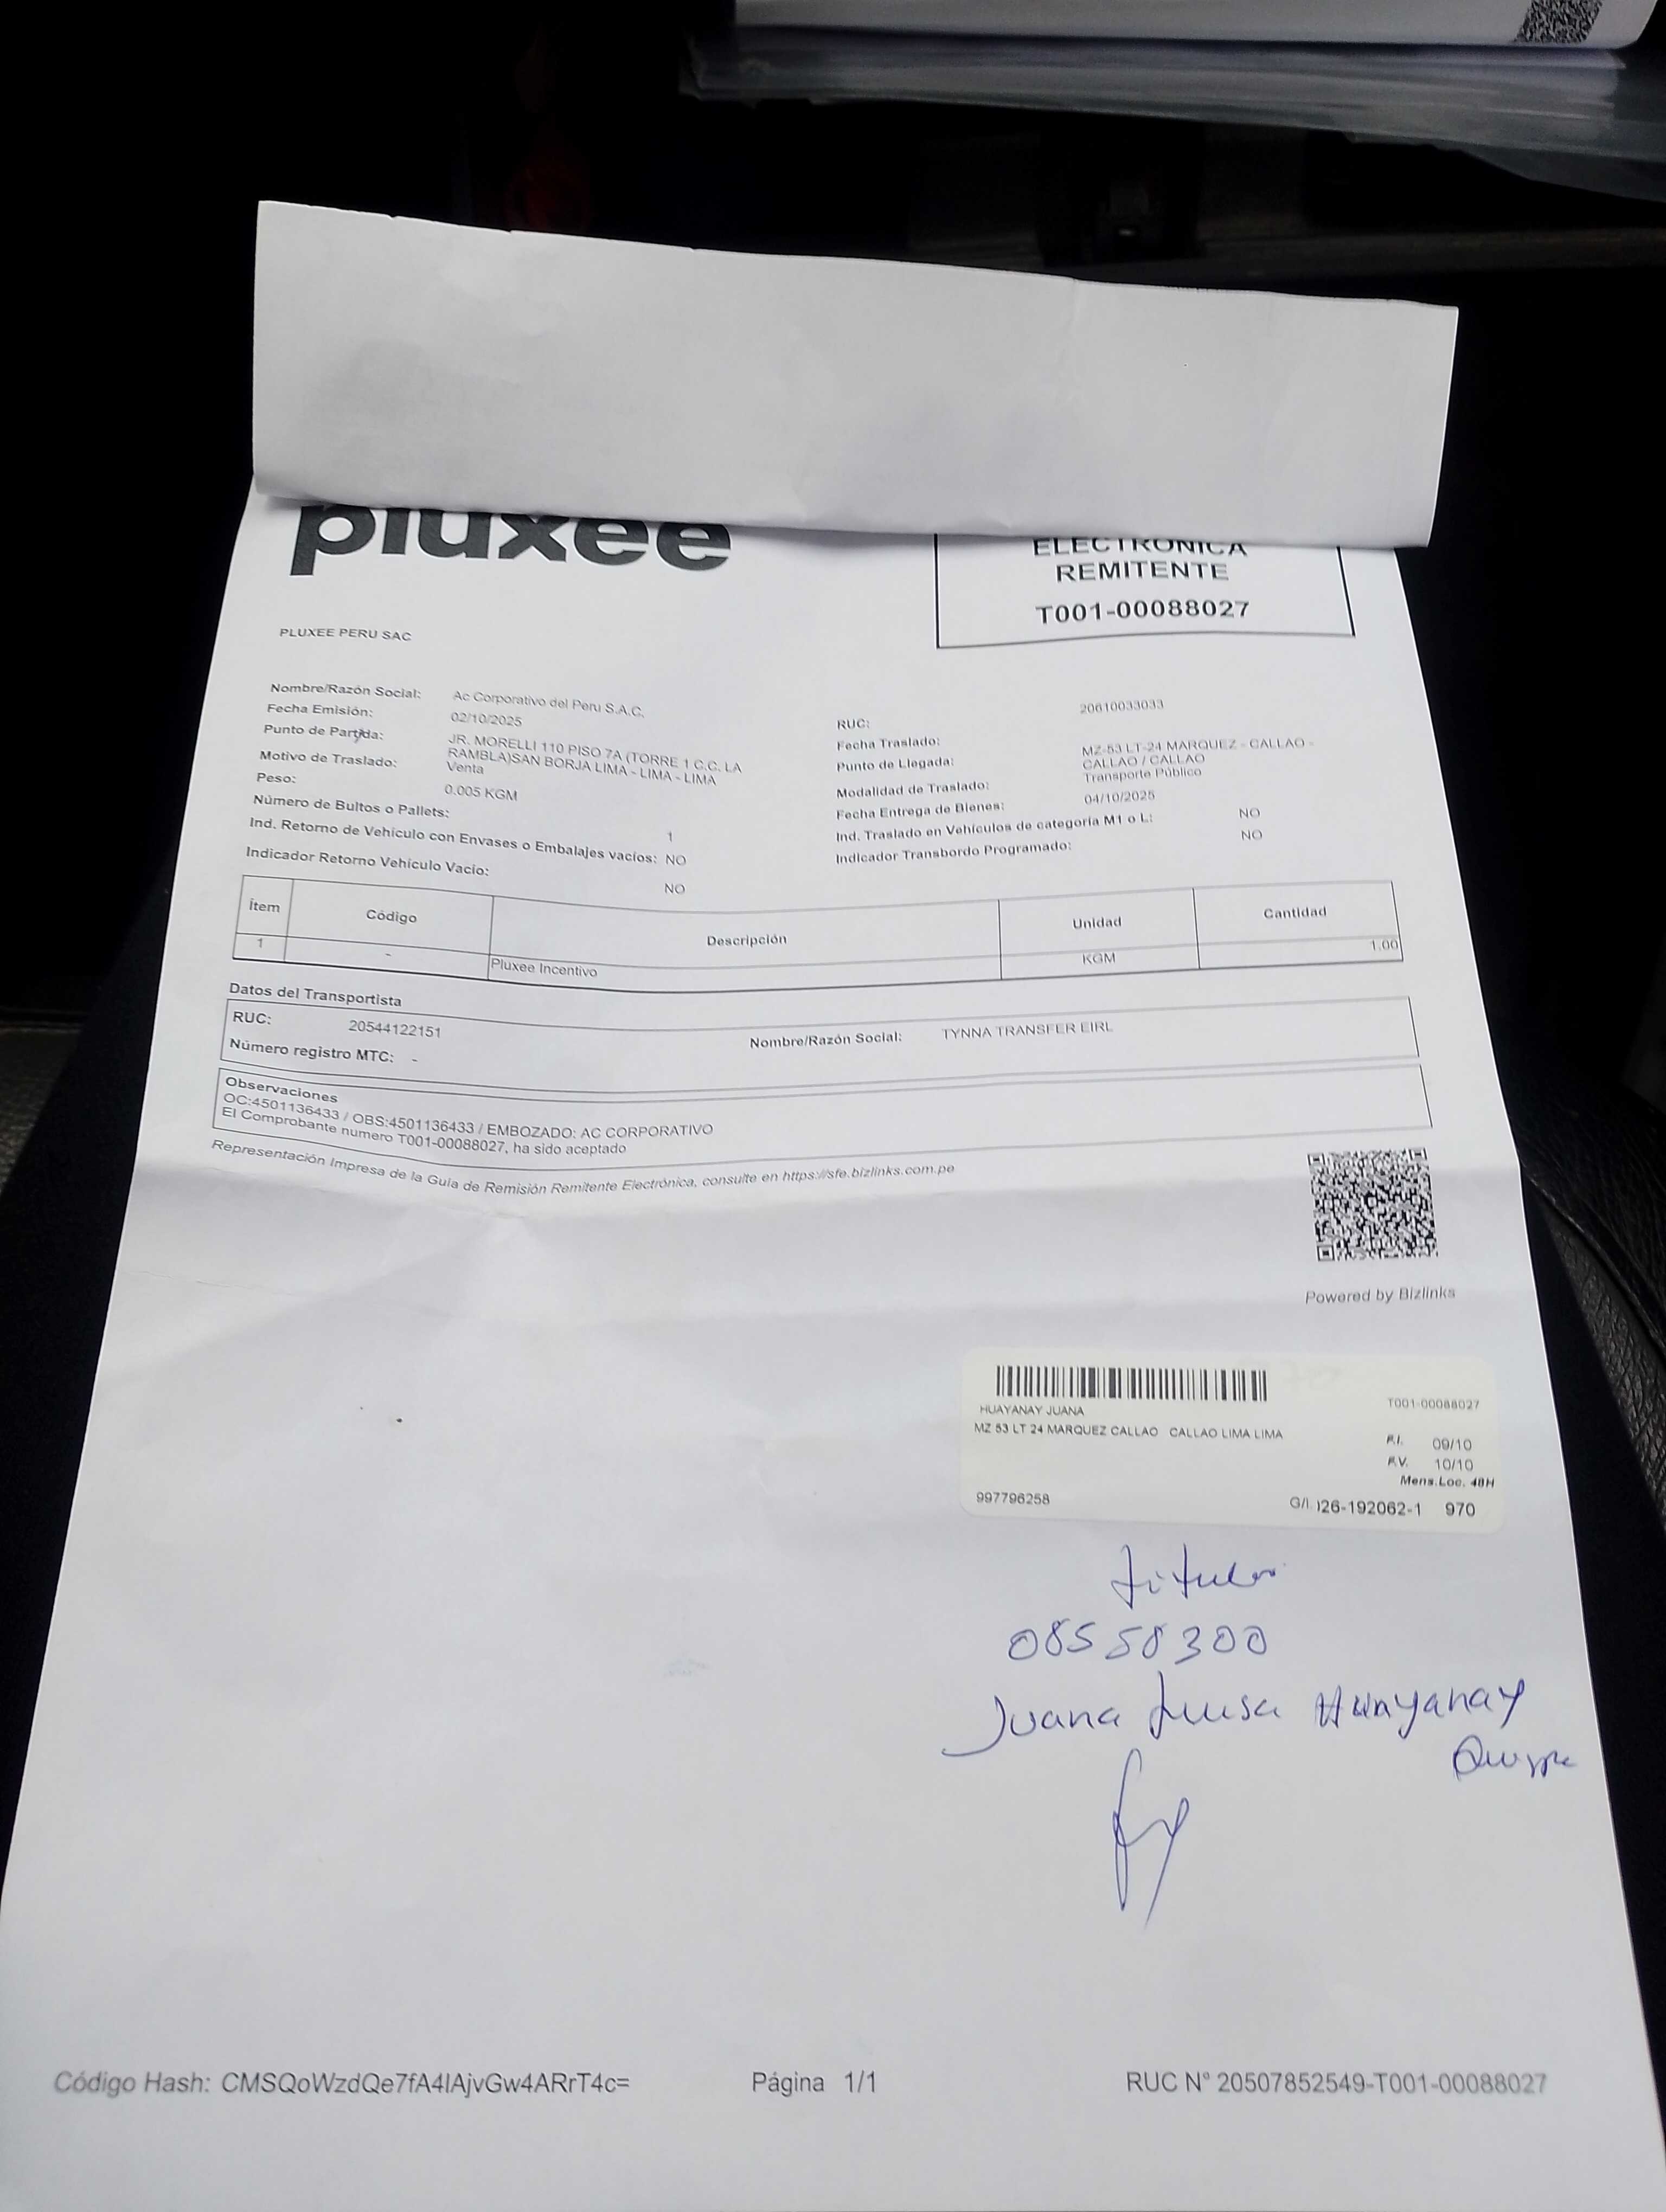 pluxee
ELECTRONICA
REMITENTE
T001-00088027
PLUXEE PERU SAC
Nombre/Razón Social: Ac Corporativo del Peru S.A.C.
Fecha Emisión: 02/10/2025
Punto de Partida: JR. MORELLI 110 PISO 7A (TORRE 1 C.C. LA
RAMBLA)SAN BORJA LIMA - LIMA - LIMA
Motivo de Traslado: Venta
Peso: 0.005 KGM
Número de Bultos o Pallets: 1
Ind. Retorno de Vehículo con Envases o Embalajes vacíos: NO
Indicador Retorno Vehículo Vacío: NO
RUC: 20610033033
Fecha Traslado:
Punto de Llegada: MZ-53 LT-24 MARQUEZ - CALLAO -
CALLAO / CALLAO
Modalidad de Traslado: Transporte Público
Fecha Entrega de Bienes: 04/10/2025
Ind. Traslado en Vehículos de categoría M1 o L: NO
Indicador Transbordo Programado: NO
Ítem Código Descripción Unidad Cantidad
1 - Pluxee Incentivo KGM 1.00
Datos del Transportista
RUC: 20544122151 Nombre/Razón Social: TYNNA TRANSFER EIRL
Número registro MTC: -
Observaciones
OC:4501136433 / OBS:4501136433 / EMBOZADO: AC CORPORATIVO
El Comprobante numero T001-00088027, ha sido aceptado
Representación Impresa de la Guía de Remisión Remitente Electrónica, consulte en https://sfe.bizlinks.com.pe
Powered by Bizlinks
HUAYANAY JUANA T001-00088027
MZ 53 LT 24 MARQUEZ CALLAO CALLAO LIMA LIMA
F.I. 09/10
F.V. 10/10
Mens.Loc. 48H
997796258 G/I. 126-192062-1 970
titular
08558300
Juana Luisa Huayanay
Quispe
Código Hash: CMSQoWzdQe7fA4lAjvGw4ARrT4c= Página 1/1 RUC N° 20507852549-T001-00088027